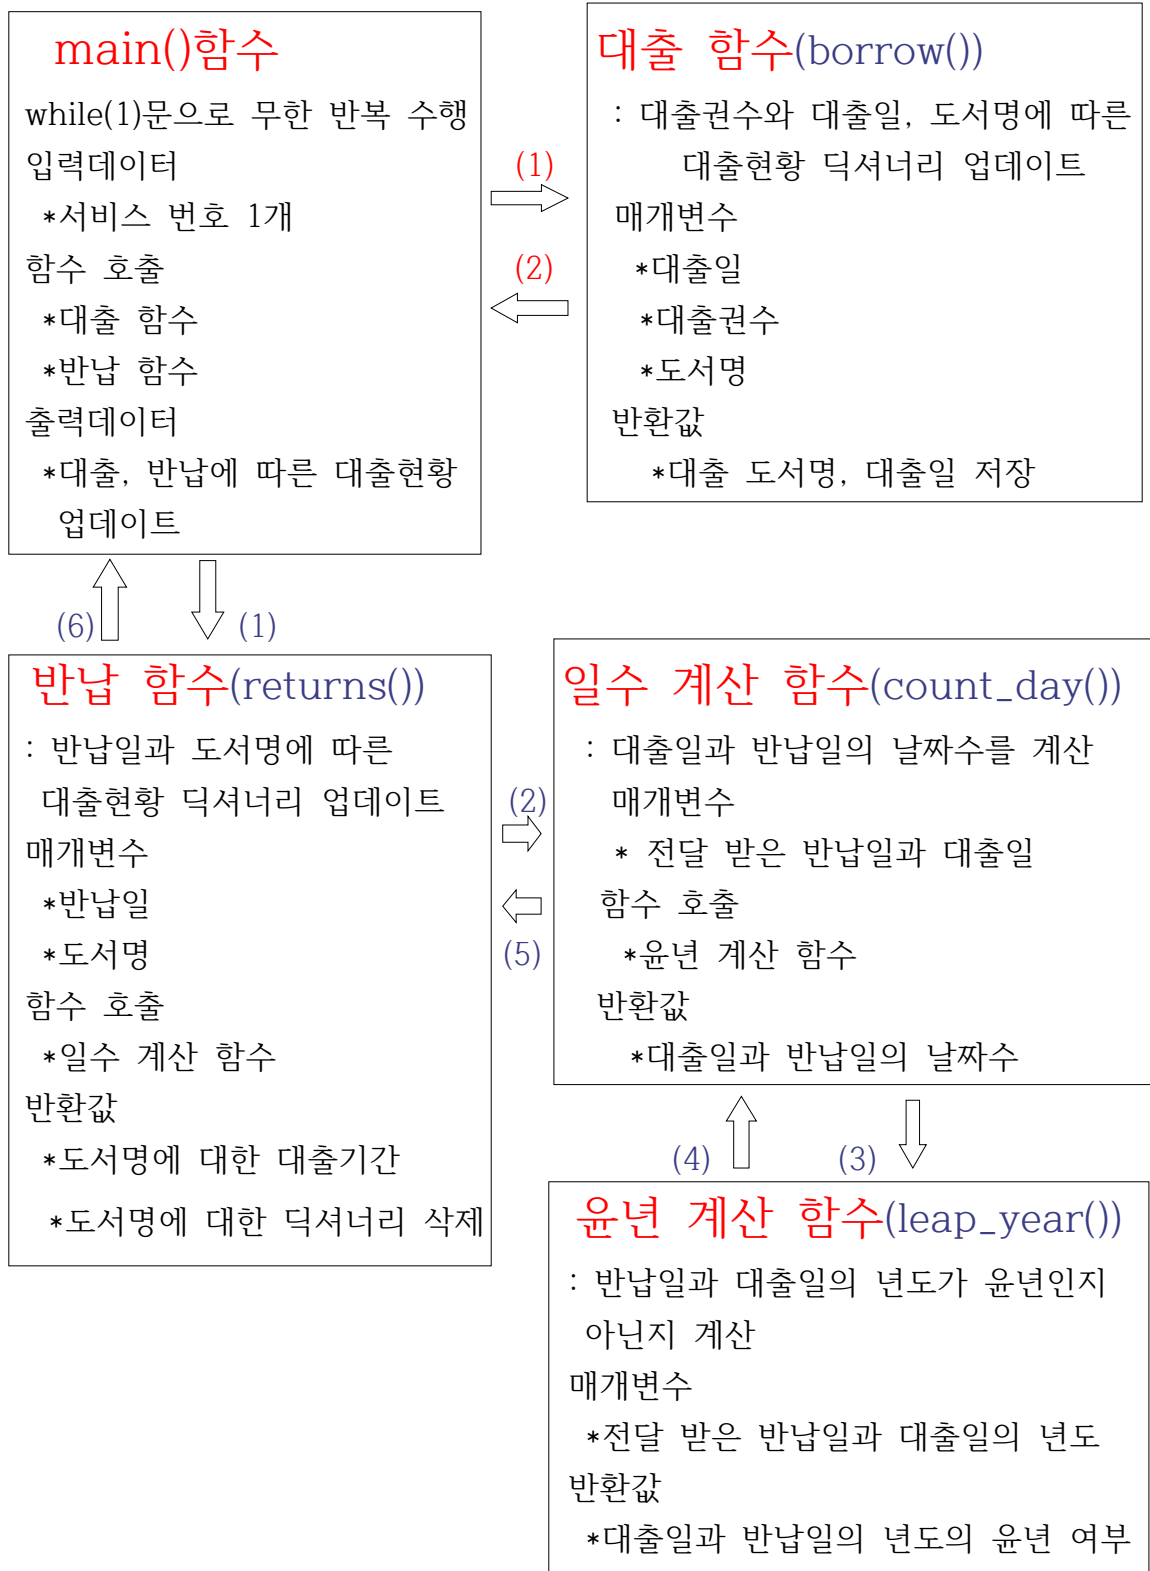 main()함수
while(1)문으로 무한 반복 수행
입력데이터
*서비스 번호 1개
함수 호출
*대출 함수
*반납 함수
출력데이터
*대출, 반납에 따른 대출현황
업데이트
(1)
(2)
대출 함수(borrow())
: 대출권수와 대출일, 도서명에 따른
대출현황 딕셔너리 업데이트
매개변수
*대출일
*대출권수
*도서명
반환값
*대출 도서명, 대출일 저장
(6)
(1)
반납 함수(returns())
: 반납일과 도서명에 따른
대출현황 딕셔너리 업데이트
매개변수
*반납일
*도서명
함수 호출
*일수 계산 함수
반환값
*도서명에 대한 대출기간
*도서명에 대한 딕셔너리 삭제
(2)
(5)
일수 계산 함수(count_day())
: 대출일과 반납일의 날짜수를 계산
매개변수
* 전달 받은 반납일과 대출일
함수 호출
*윤년 계산 함수
반환값
*대출일과 반납일의 날짜수
(4)
(3)
윤년 계산 함수(leap_year())
: 반납일과 대출일의 년도가 윤년인지
아닌지 계산
매개변수
*전달 받은 반납일과 대출일의 년도
반환값
*대출일과 반납일의 년도의 윤년 여부